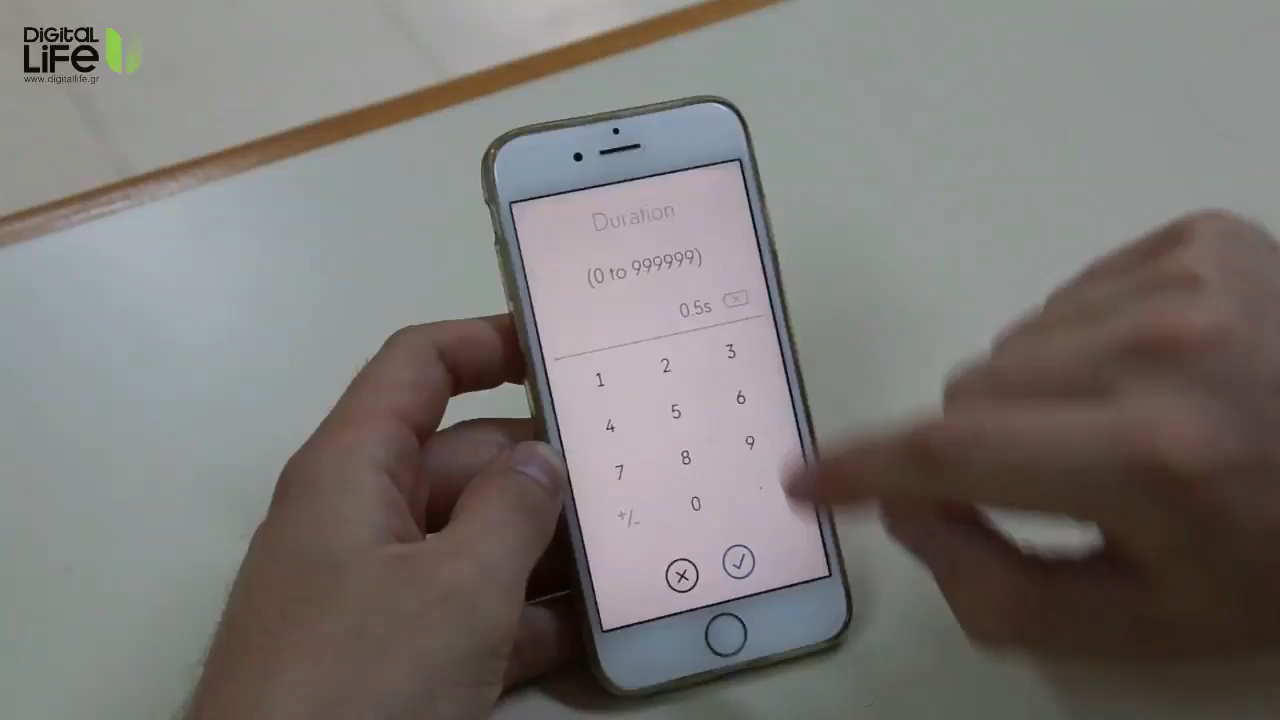 DiGiTAL
LiFE
www.digitallife.gr
Duration
(0 to 999999)
0.5s
1 2 3
4 5 6
7 8 9
+/- 0 .